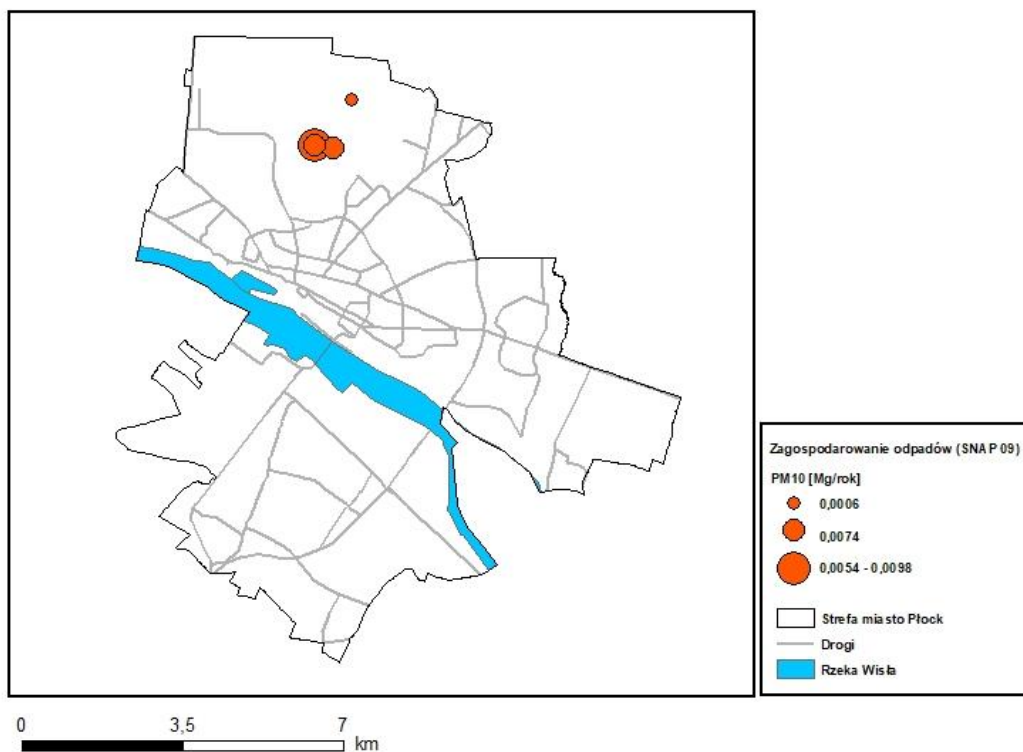 Zagospodarowanie odpadów (SNAP 09)
PM10 [Mg/rok]
0,0006
0,0074
0,0054 - 0,0098
Strefa miasto Płock
Drogi
Rzeka Wisła
0 3,5 7
km